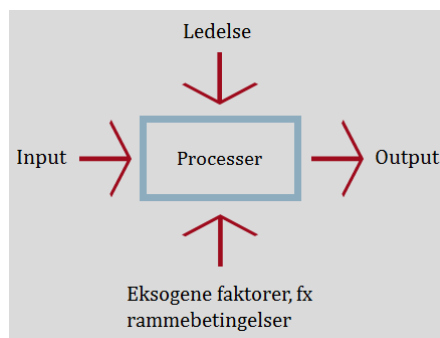 Ledelse
Input
Processer
Output
Eksogene faktorer, fx
rammebetingelser